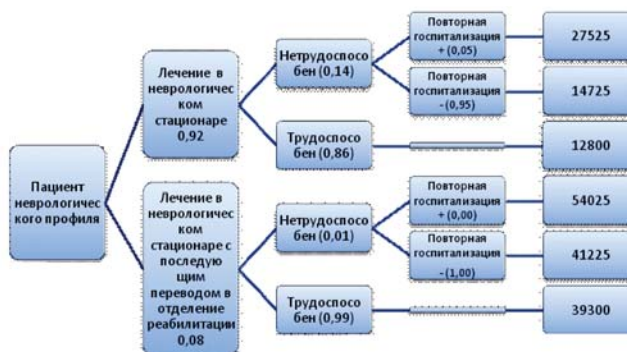 Пациент
неврологичес
кого профиля
Лечение в
неврологичес
ком
стационаре
0,92
Нетрудоспосо
бен (0,14)
Повторная
госпитализация
+ (0,05)
27525
Повторная
госпитализация
- (0,95)
14725
Трудоспосо
бен (0,86)
12800
Лечение в
неврологичес
ком
стационаре с
последую
щим
переводом в
отделение
реабилитации
0,08
Нетрудоспосо
бен (0,01)
Повторная
госпитализация
+ (0,00)
54025
Повторная
госпитализация
- (1,00)
41225
Трудоспосо
бен (0,99)
39300